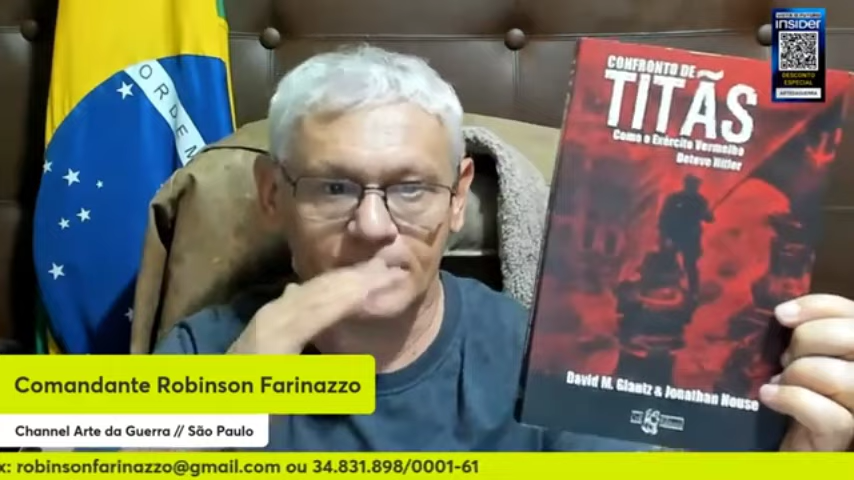 ORDEM
INSIDER
DESCONTO
ESPECIAL
ARTEDAGUERRA
CONFRONTO DE
TITÃS
Como o Exército Vermelho
Deteve Hitler
David M. Glantz & Jonathan House
Comandante Robinson Farinazzo
Channel Arte da Guerra // São Paulo
x: robinsonfarinazzo@gmail.com ou 34.831.898/0001-61